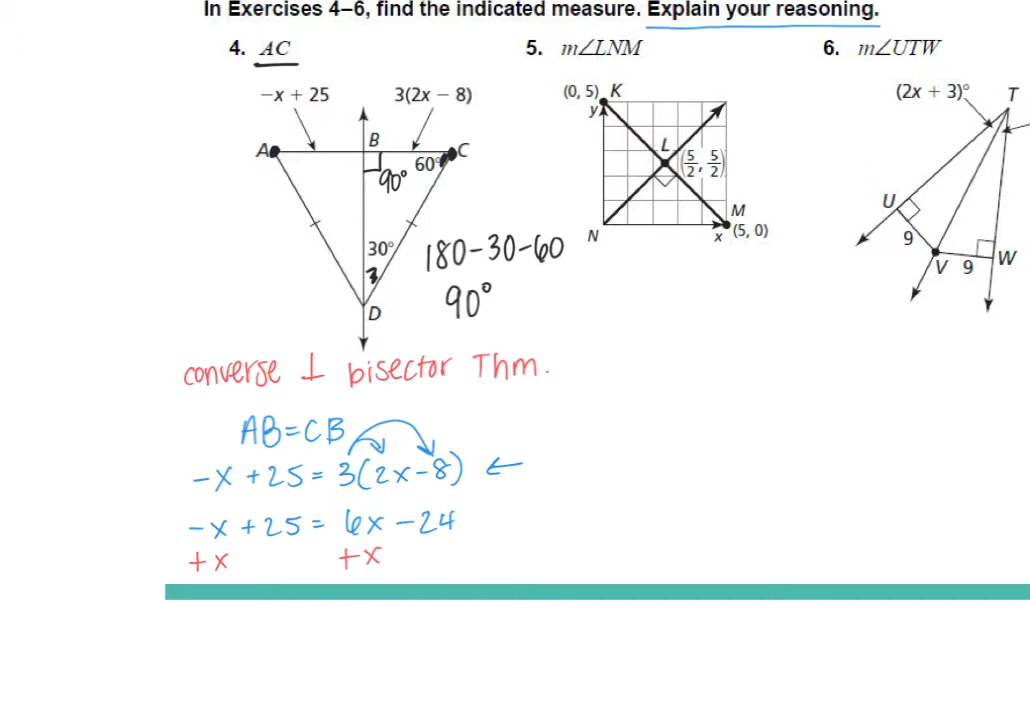 In Exercises 4–6, find the indicated measure. Explain your reasoning.
4. AC
5. m∠LNM
6. m∠UTW
−x + 25
3(2x − 8)
A
B
C
60°
90°
30°
D
180-30-60
90°
(0, 5) K
y
L
(5/2, 5/2)
M
N
x
(5, 0)
(2x + 3)°
T
U
9
V
9
W
converse ⊥ bisector Thm.
AB=CB
-x+25=3(2x-8) ←
-x+25= 6x-24
+x +x